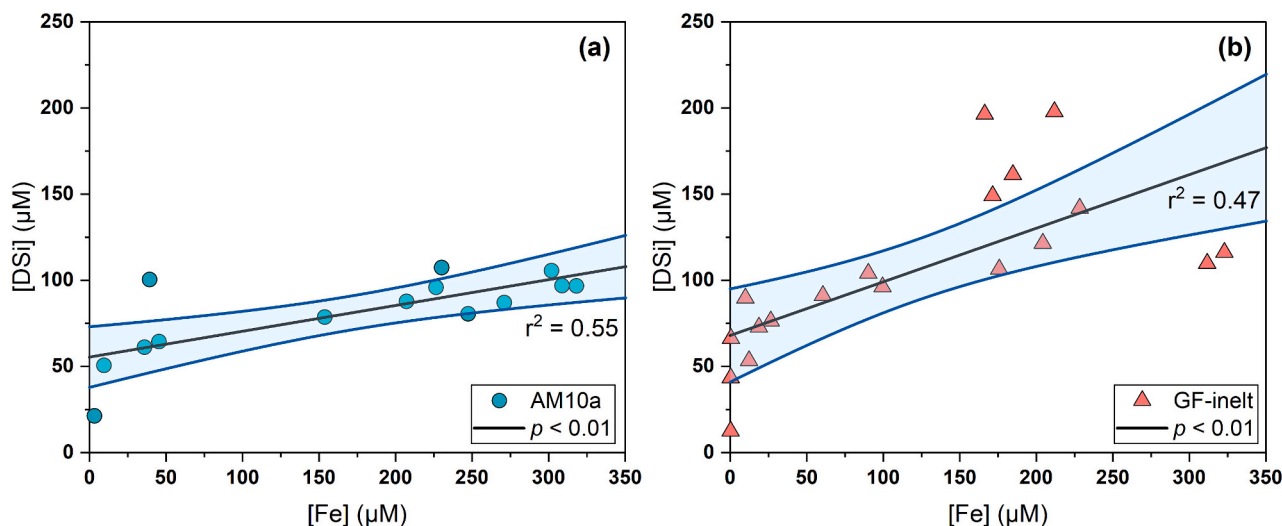 (a)
250
200
150
100
50
0
[DSi] (μM)
r² = 0.55
AM10a
p < 0.01
0 50 100 150 200 250 300 350
[Fe] (μM)
(b)
250
200
150
100
50
0
[DSi] (μM)
r² = 0.47
GF-inelt
p < 0.01
0 50 100 150 200 250 300 350
[Fe] (μM)